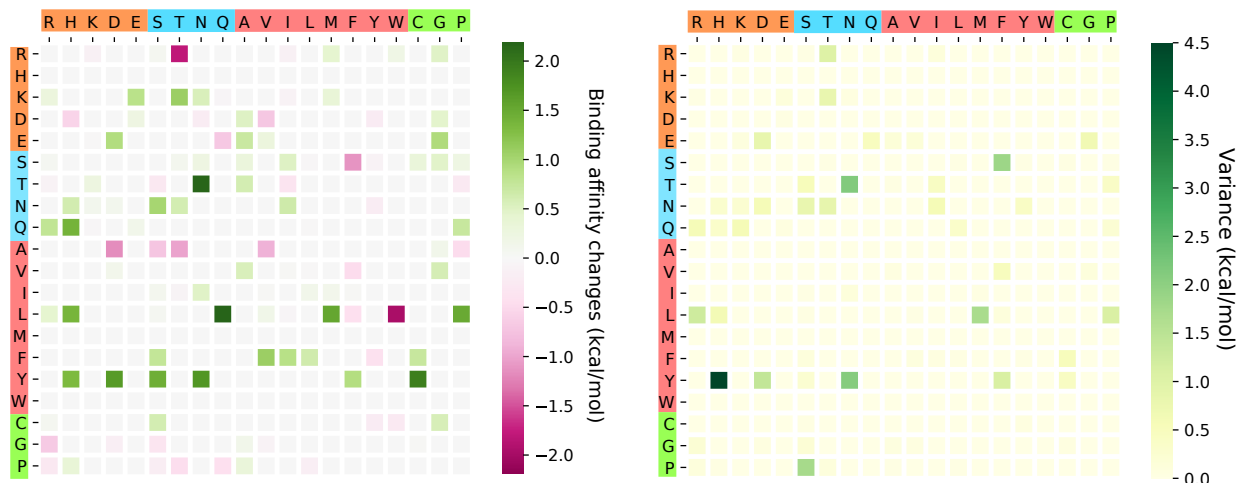 R H K D E S T N Q A V I L M F Y W C G P
R
H
K
D
E
S
T
N
Q
A
V
I
L
M
F
Y
W
C
G
P
2.0
1.5
1.0
0.5
0.0
−0.5
−1.0
−1.5
−2.0
Binding affinity changes (kcal/mol)
R H K D E S T N Q A V I L M F Y W C G P
R
H
K
D
E
S
T
N
Q
A
V
I
L
M
F
Y
W
C
G
P
4.5
4.0
3.5
3.0
2.5
2.0
1.5
1.0
0.5
0.0
Variance (kcal/mol)